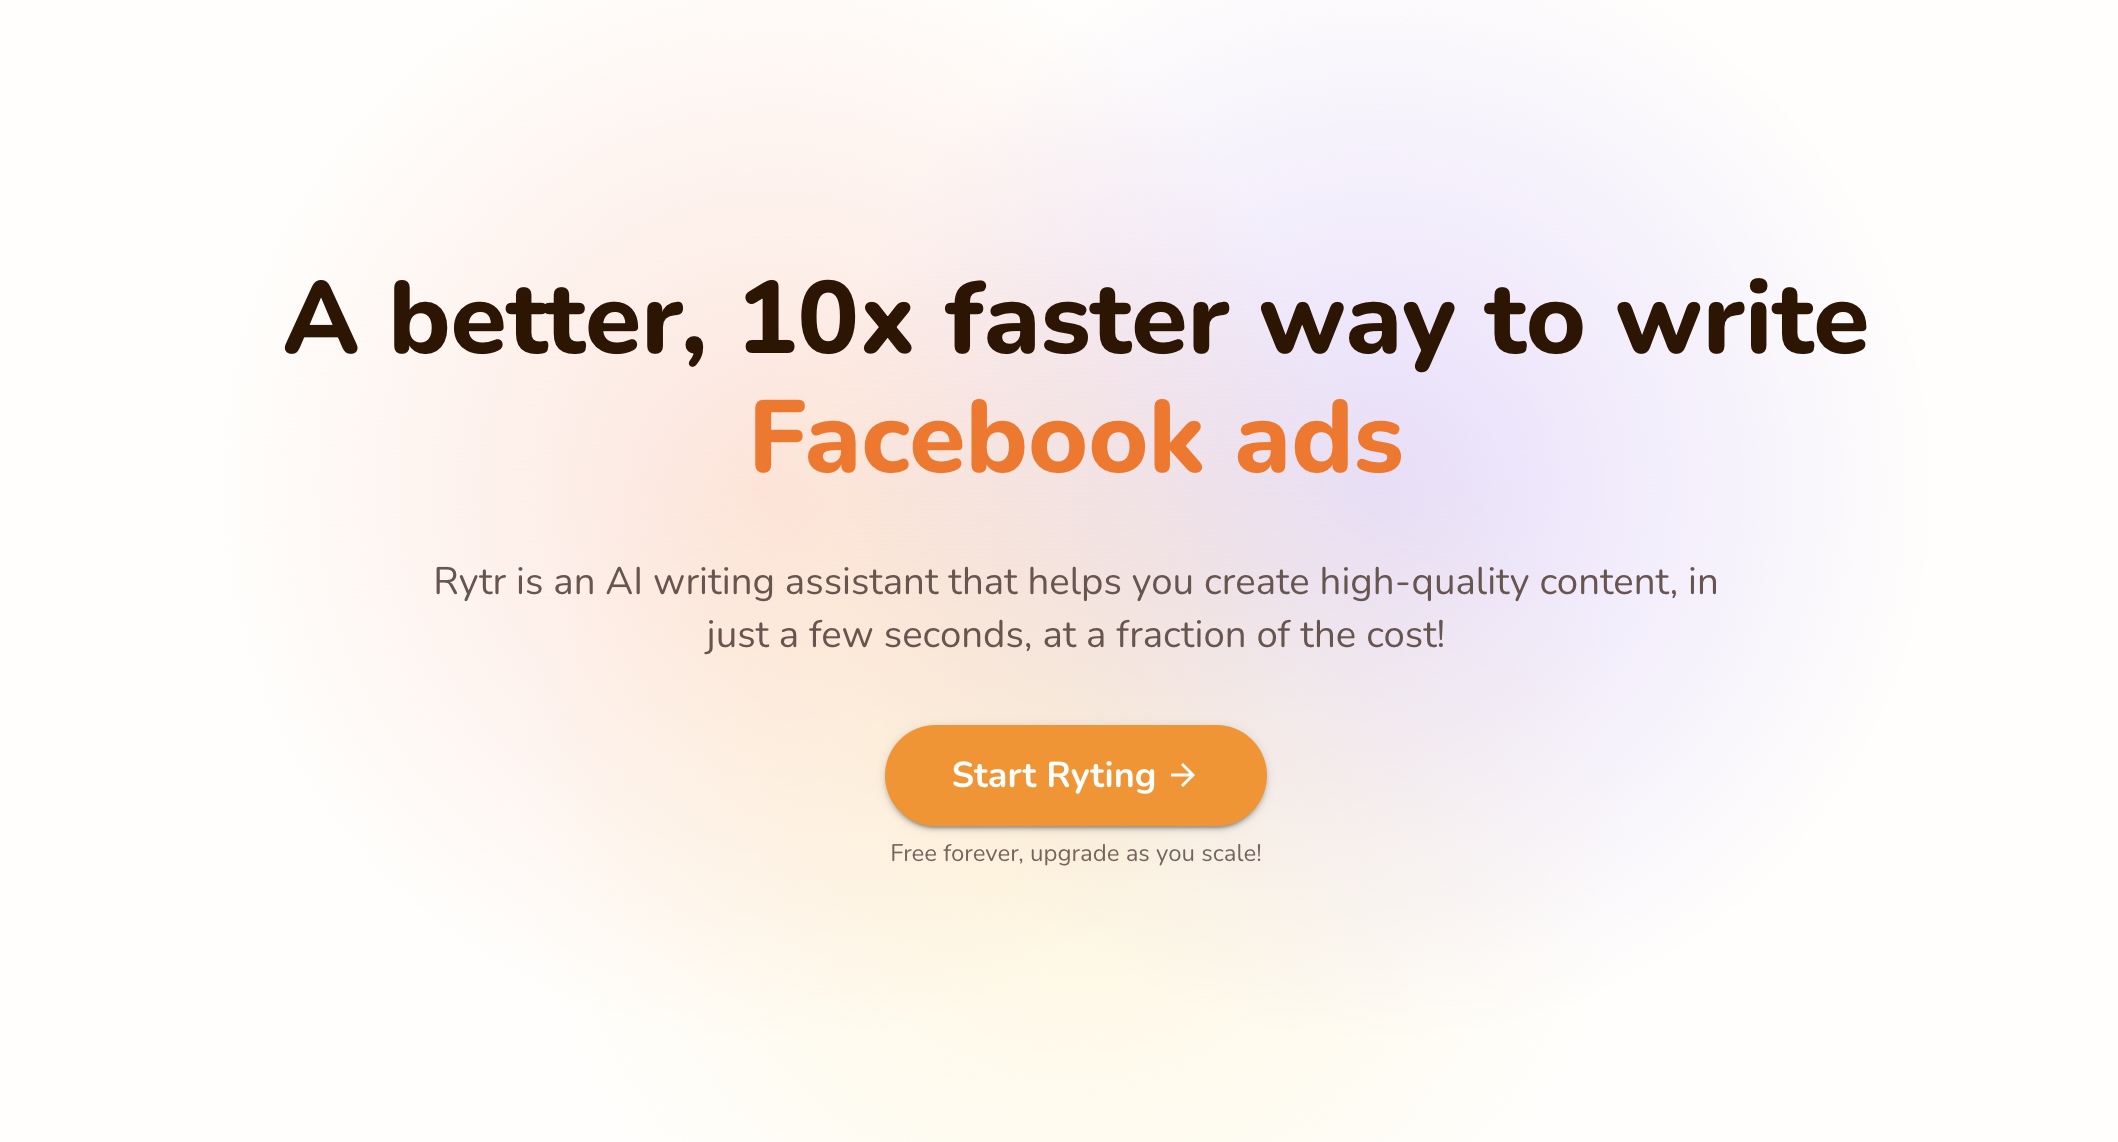 A better, 10x faster way to write
Facebook ads
Rytr is an AI writing assistant that helps you create high-quality content, in
just a few seconds, at a fraction of the cost!
Start Ryting →
Free forever, upgrade as you scale!